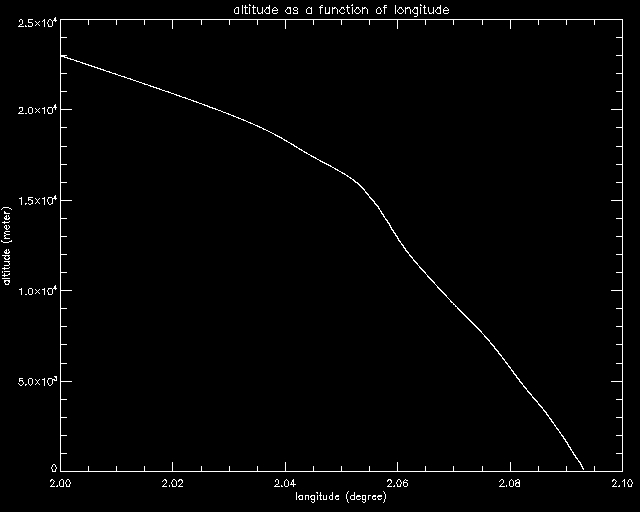 altitude as a function of longitude
2.5×10⁴
2.0×10⁴
1.5×10⁴
1.0×10⁴
5.0×10³
0
altitude (meter)
2.00 2.02 2.04 2.06 2.08 2.10
longitude (degree)